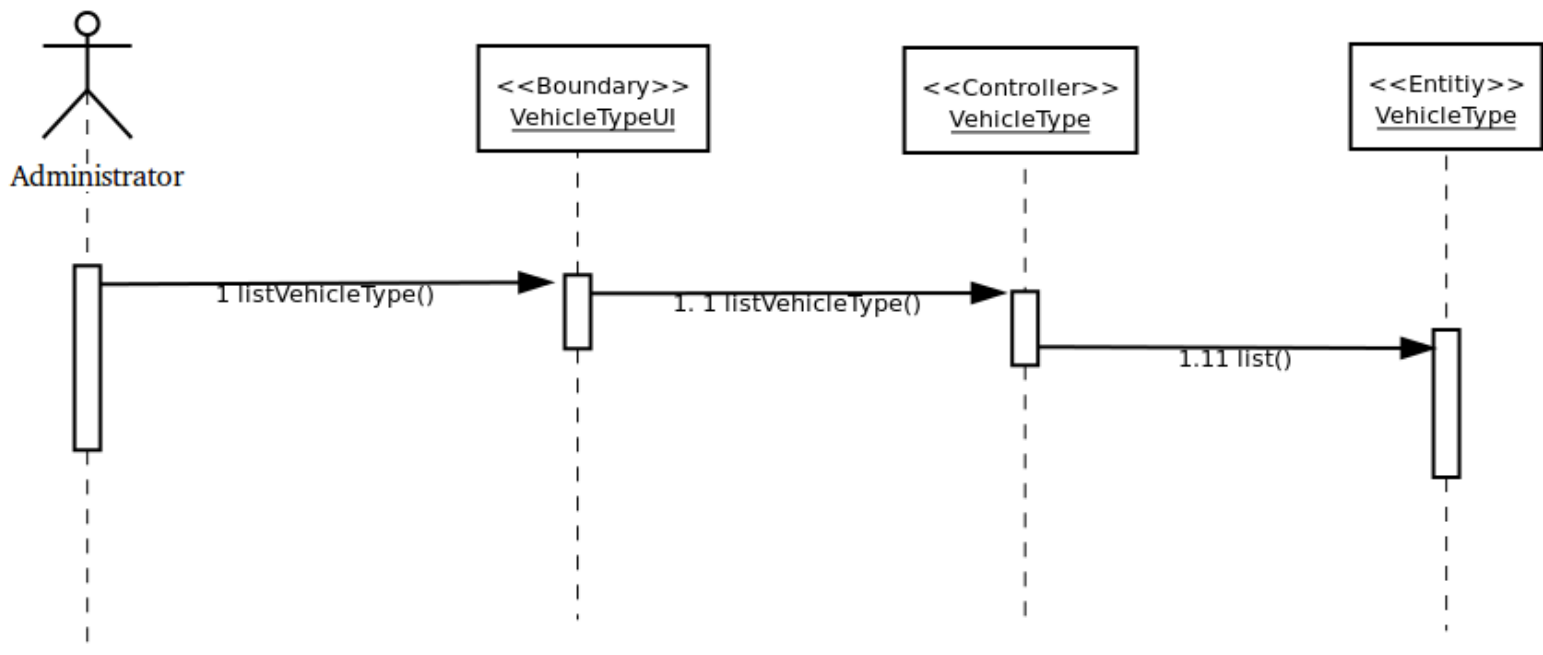 <<Boundary>>
VehicleTypeUI
<<Controller>>
VehicleType
<<Entitiy>>
VehicleType
Administrator
1 listVehicleType()
1. 1 listVehicleType()
1.11 list()